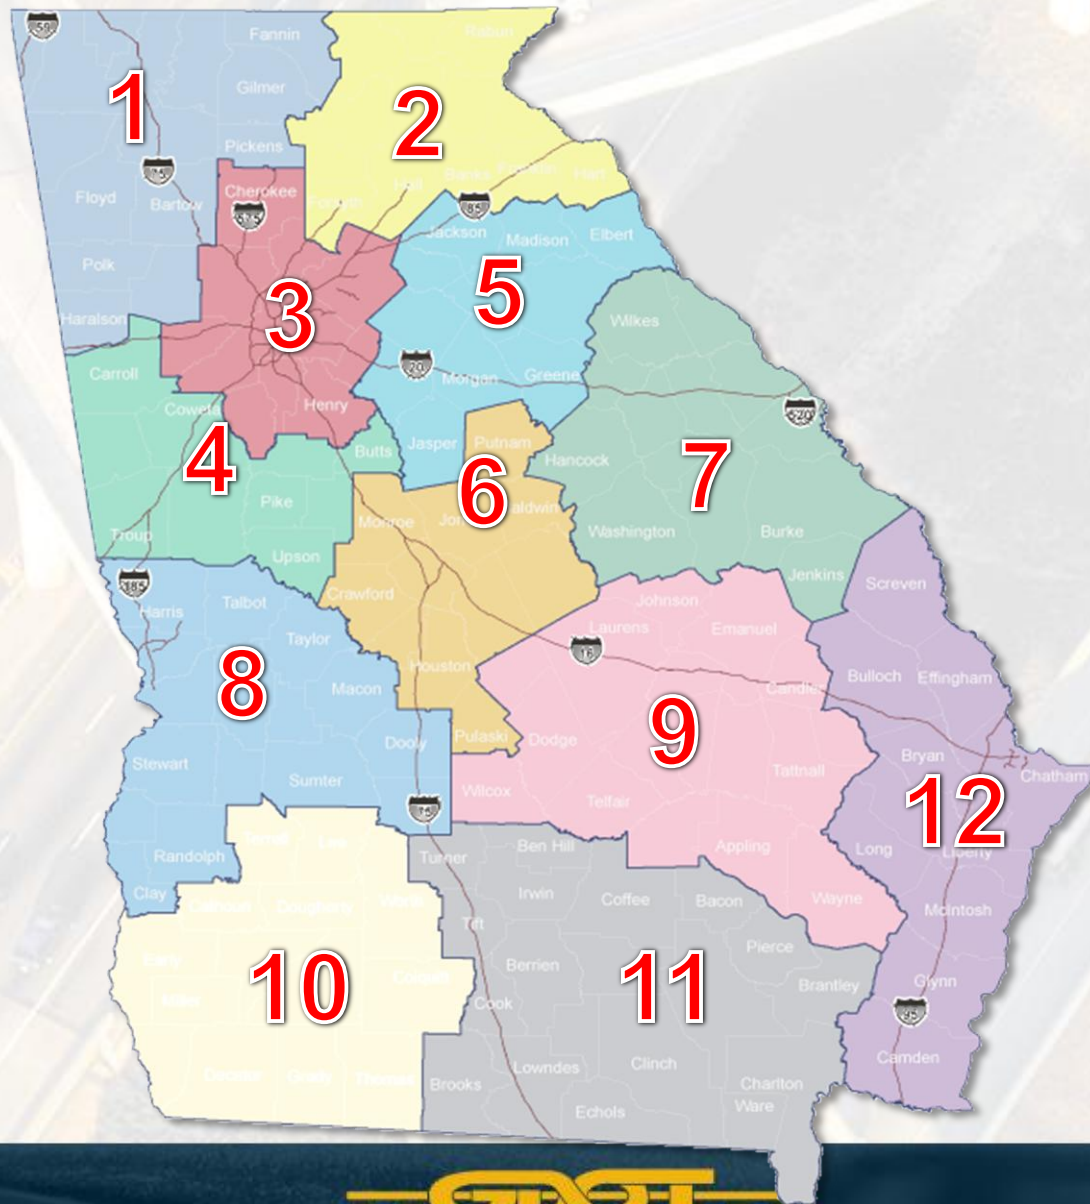 59
Fannin
Rabun
Gilmer
1
2
Pickens
75
Banks
Franklin
Hart
Floyd
Bartow
Cherokee
575
Hall
Forsyth
85
Jackson
Madison
Elbert
Polk
3
5
Haralson
Wilkes
20
Carroll
Morgan
Greene
Coweta
Henry
520
4
Butts
Jasper
Putnam
Hancock
6
7
Pike
Monroe
Baldwin
Troup
Upson
Washington
Burke
185
Harris
Talbot
Crawford
Johnson
Jenkins
Screven
Taylor
Laurens
Emanuel
16
8
Macon
Houston
Candler
Bulloch
Effingham
Stewart
Dooly
Pulaski
Dodge
9
Tattnall
Bryan
Chatham
Sumter
75
Wilcox
Telfair
12
Randolph
Terrell
Lee
Turner
Ben Hill
Appling
Long
Liberty
Clay
Calhoun
Dougherty
Worth
Irwin
Coffee
Bacon
Wayne
McIntosh
Tift
Early
10
Colquitt
Berrien
11
Pierce
Brantley
Glynn
Miller
Cook
95
Decatur
Grady
Thomas
Brooks
Lowndes
Clinch
Charlton
Camden
Echols
Ware